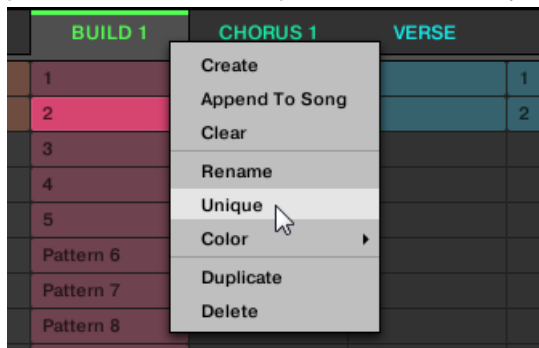 BUILD 1 CHORUS 1 VERSE
Create
1 1
Append To Song
2 2
Clear
3
Rename
4
Unique
5
Color
Pattern 6
Duplicate
Pattern 7
Delete
Pattern 8